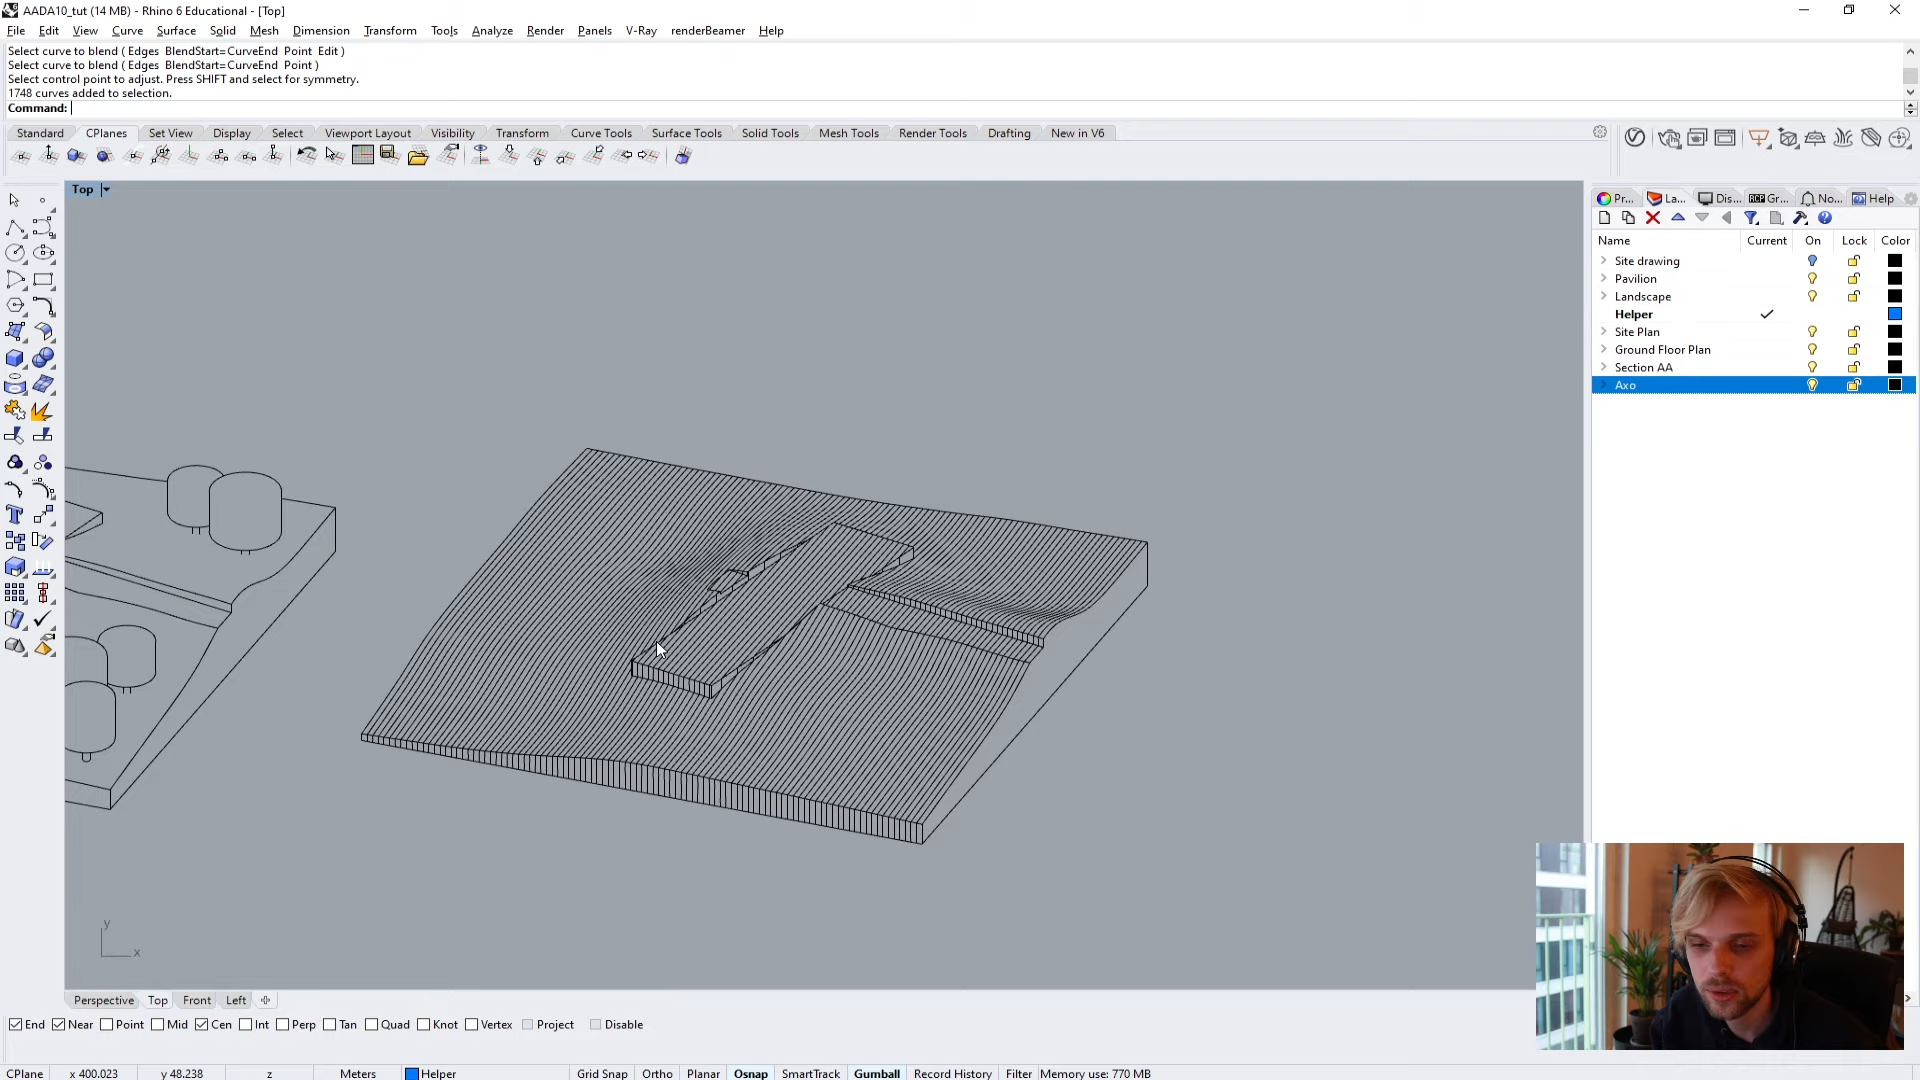 AADA10_tut (14 MB) - Rhino 6 Educational - [Top]
File Edit View Curve Surface Solid Mesh Dimension Transform Tools Analyze Render Panels V-Ray renderBeamer Help
Select curve to blend ( Edges BlendStart=CurveEnd Point Edit )
Select curve to blend ( Edges BlendStart=CurveEnd Point )
Select control point to adjust. Press SHIFT and select for symmetry.
1748 curves added to selection.
Command:
Standard CPlanes Set View Display Select Viewport Layout Visibility Transform Curve Tools Surface Tools Solid Tools Mesh Tools Render Tools Drafting New in V6
Top
Pr... La... Dis... RCP Gr... No... Help
Name Current On Lock Color
Site drawing
Pavilion
Landscape
Helper
Site Plan
Ground Floor Plan
Section AA
Axo
y
x
Perspective Top Front Left
End Near Point Mid Cen Int Perp Tan Quad Knot Vertex Project Disable
CPlane x 400.023 y 48.238 z Meters Helper Grid Snap Ortho Planar Osnap SmartTrack Gumball Record History Filter Memory use: 770 MB